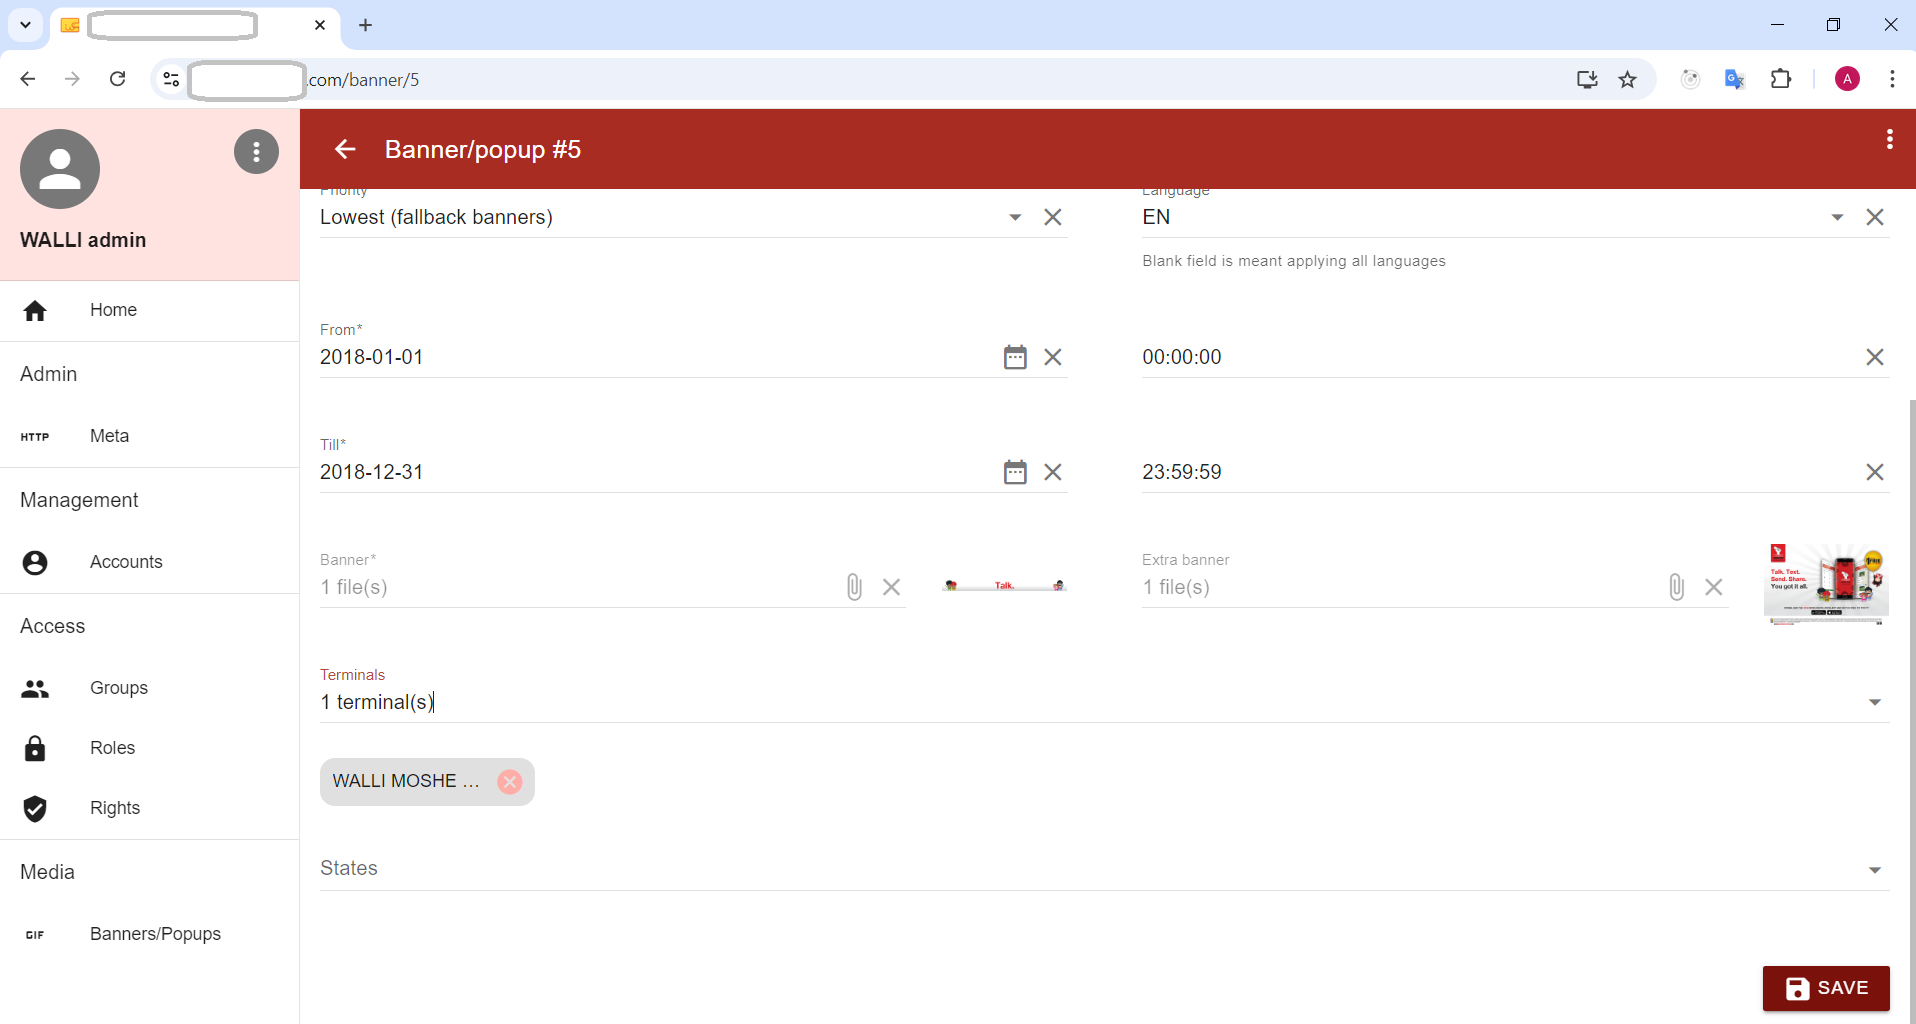 .com/banner/5
A
WALLI admin
Home
Admin
HTTP Meta
Management
Accounts
Access
Groups
Roles
Rights
Media
GIF Banners/Popups
Banner/popup #5
Priority
Lowest (fallback banners)
Language
EN
Blank field is meant applying all languages
From*
2018-01-01
00:00:00
Till*
2018-12-31
23:59:59
Banner*
1 file(s)
Talk.
Extra banner
1 file(s)
Talk. Text.
Send. Share.
You got it all.
Terminals
1 terminal(s)
WALLI MOSHE ...
States
SAVE